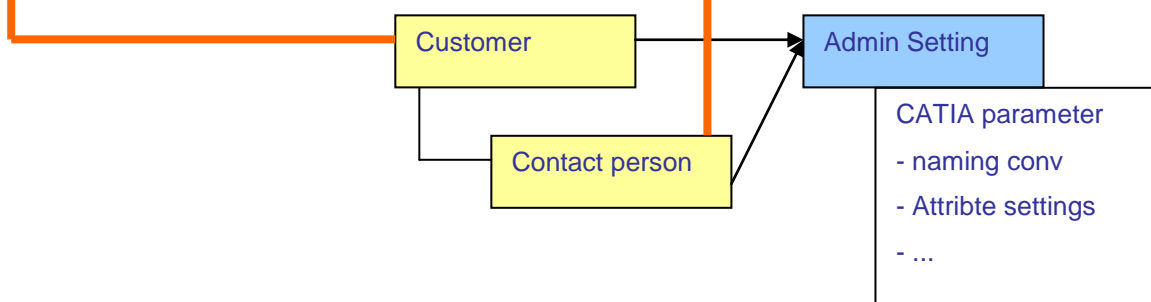 Customer
Admin Setting
Contact person
CATIA parameter
- naming conv
- Attribte settings
- ...